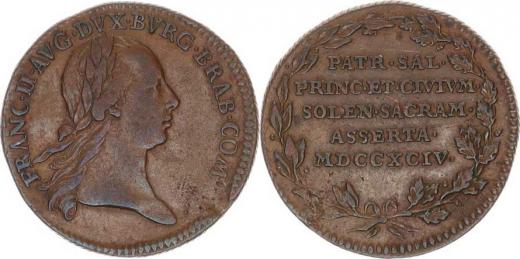 FRANC·II·AVG·DVX·BVRG·BRAB·COM·
PATR·SAL·
PRINC·ET·CIVIVM
SOLEN·SACRAM·
ASSERTA·
MDCCXCIV·